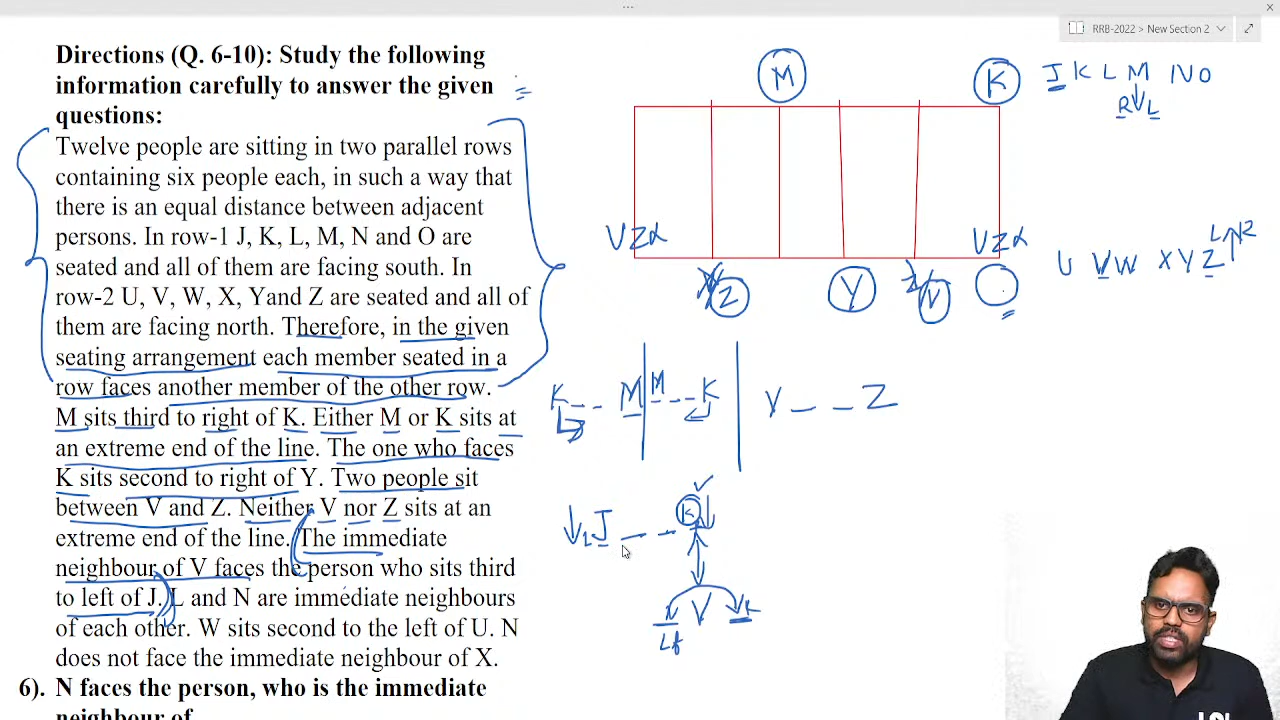 RRB-2022 > New Section 2
Directions (Q. 6-10): Study the following
information carefully to answer the given
questions:
Twelve people are sitting in two parallel rows
containing six people each, in such a way that
there is an equal distance between adjacent
persons. In row-1 J, K, L, M, N and O are
seated and all of them are facing south. In
row-2 U, V, W, X, Yand Z are seated and all of
them are facing north. Therefore, in the given
seating arrangement each member seated in a
row faces another member of the other row.
M sits third to right of K. Either M or K sits at
an extreme end of the line. The one who faces
K sits second to right of Y. Two people sit
between V and Z. Neither V nor Z sits at an
extreme end of the line. The immediate
neighbour of V faces the person who sits third
to left of J. L and N are immediate neighbours
of each other. W sits second to the left of U. N
does not face the immediate neighbour of X.
6). N faces the person, who is the immediate
neighbour of
M
K
J K L M N O
R L
V Z α
V Z α
L N R
U V W X Y Z
Z
Y
V
K _ _ M
M _ _ K
V _ _ Z
L J _ _ K
V